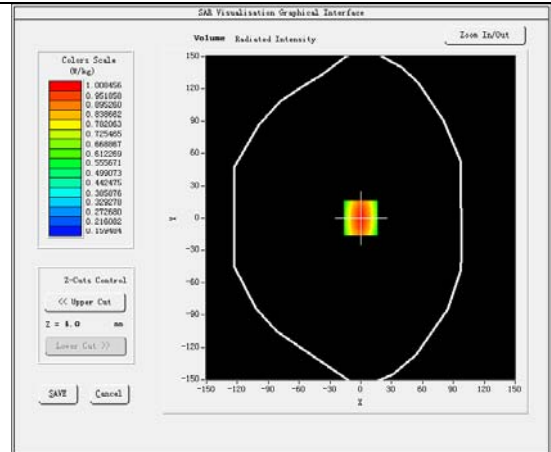 SAR Visualisation Graphical Interface
Volume Radiated Intensity
Zoom In/Out
Colors Scale
(W/kg)
1.008456
0.951858
0.895260
0.838662
0.782063
0.725465
0.668867
0.612269
0.555671
0.499073
0.442475
0.385876
0.329278
0.272680
0.216082
0.159484
Z-Cuts Control
<< Upper Cut
Z = 4.0 mm
Lower Cut >>
SAVE
Cancel
150
120
90
60
30
0
-30
-60
-90
-120
-150
Y
-150 -120 -90 -60 -30 0 30 60 90 120 150
X